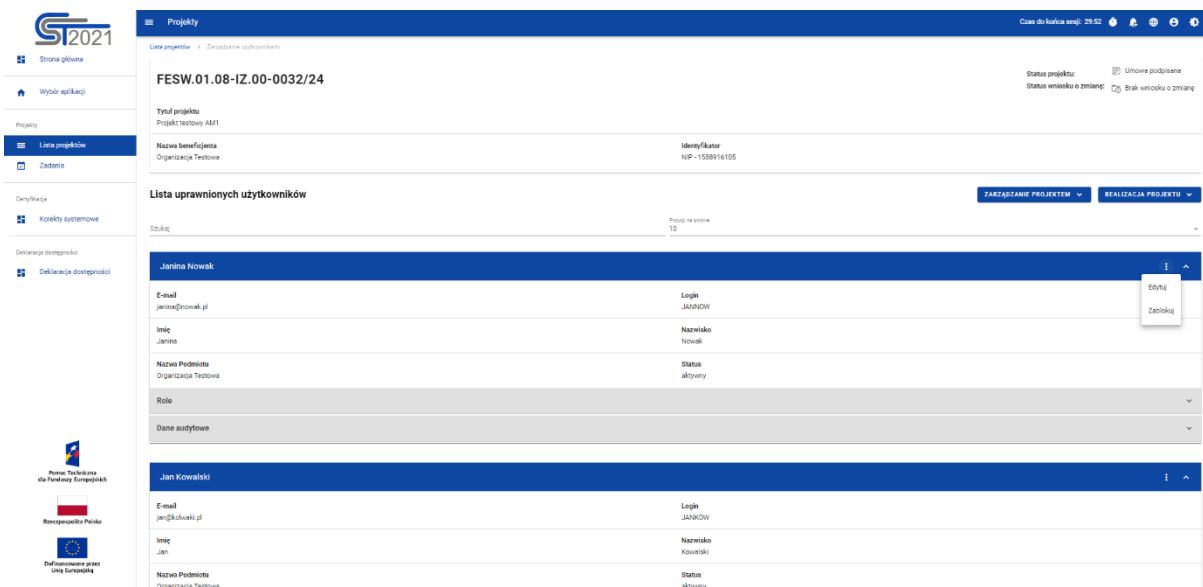 CST2021
Strona główna
Wybór aplikacji
Projekty
Lista projektów
Zadania
Certyfikacja
Korekty systemowe
Deklaracja dostępności
Deklaracja dostępności
Pomoc Techniczna
dla Funduszy Europejskich
Rzeczpospolita Polska
Dofinansowane przez
Unię Europejską
Projekty
Czas do końca sesji: 29:52
Lista projektów > Zarządzanie użytkownikami
FESW.01.08-IZ.00-0032/24
Status projektu: Umowa podpisana
Status wniosku o zmianę: Brak wniosku o zmianę
Tytuł projektu
Projekt testowy AM1
Nazwa beneficjenta Identyfikator
Organizacja Testowa NIP - 1588916105
Lista uprawnionych użytkowników
ZARZĄDZANIE PROJEKTEM REALIZACJA PROJEKTU
Pozycji na stronie:
Szukaj 10
Janina Nowak
Edytuj
Zablokuj
E-mail Login
janina@nowak.pl JANNOW
Imię Nazwisko
Janina Nowak
Nazwa Podmiotu Status
Organizacja Testowa aktywny
Role
Dane audytowe
Jan Kowalski
E-mail Login
jan@kolwaki.pl JANKOW
Imię Nazwisko
Jan Kowalski
Nazwa Podmiotu Status
Organizacja Testowa aktywny